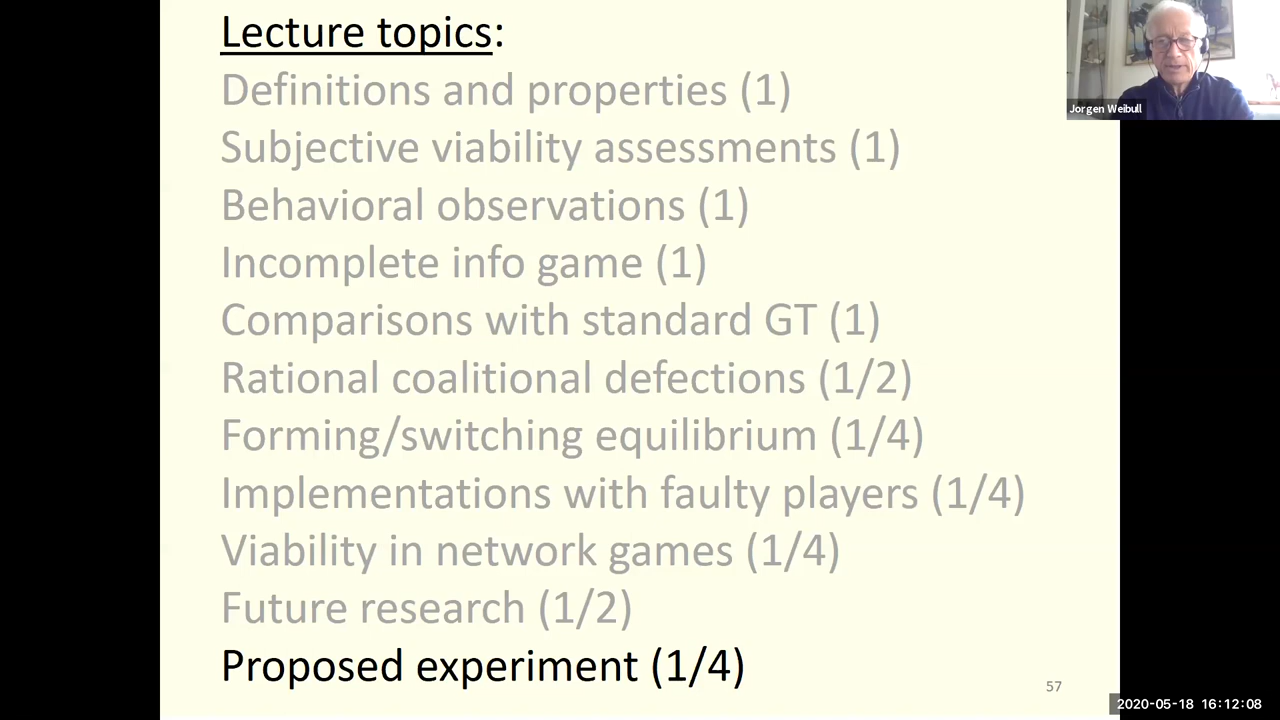 Lecture topics:
Definitions and properties (1)
Subjective viability assessments (1)
Behavioral observations (1)
Incomplete info game (1)
Comparisons with standard GT (1)
Rational coalitional defections (1/2)
Forming/switching equilibrium (1/4)
Implementations with faulty players (1/4)
Viability in network games (1/4)
Future research (1/2)
Proposed experiment (1/4)
57
Jorgen Weibull
2020-05-18 16:12:08